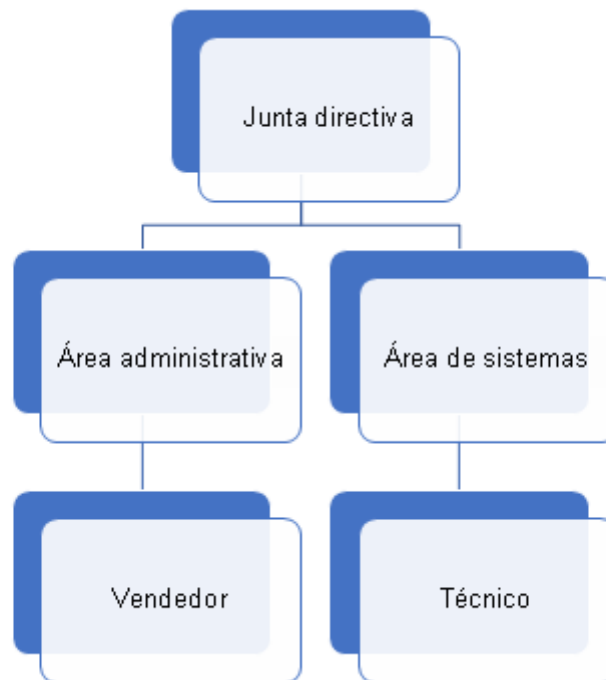 Junta directiva
Área administrativa
Área de sistemas
Vendedor
Técnico